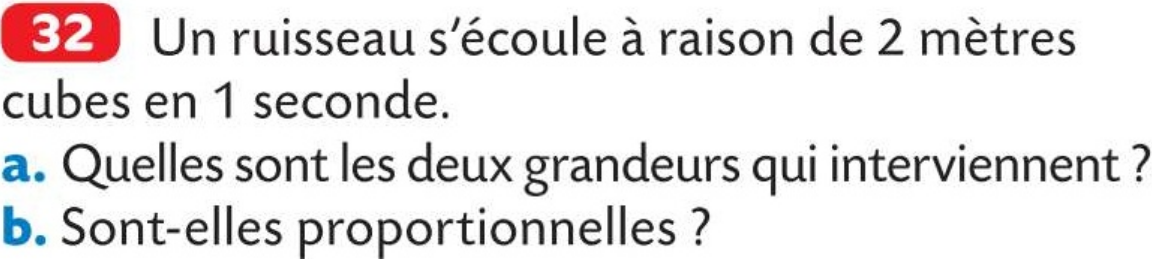 32 Un ruisseau s’écoule à raison de 2 mètres
cubes en 1 seconde.
a. Quelles sont les deux grandeurs qui interviennent ?
b. Sont-elles proportionnelles ?